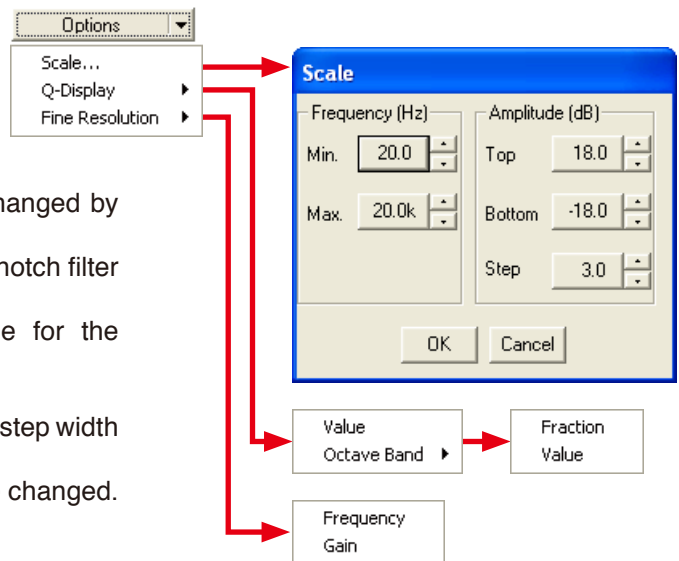 Options
Scale...
Q-Display
Fine Resolution
hanged by
notch filter
e for the
step width
changed.
Scale
Frequency (Hz)
Min. 20.0
Max. 20.0k
Amplitude (dB)
Top 18.0
Bottom -18.0
Step 3.0
OK Cancel
Value
Octave Band
Fraction
Value
Frequency
Gain